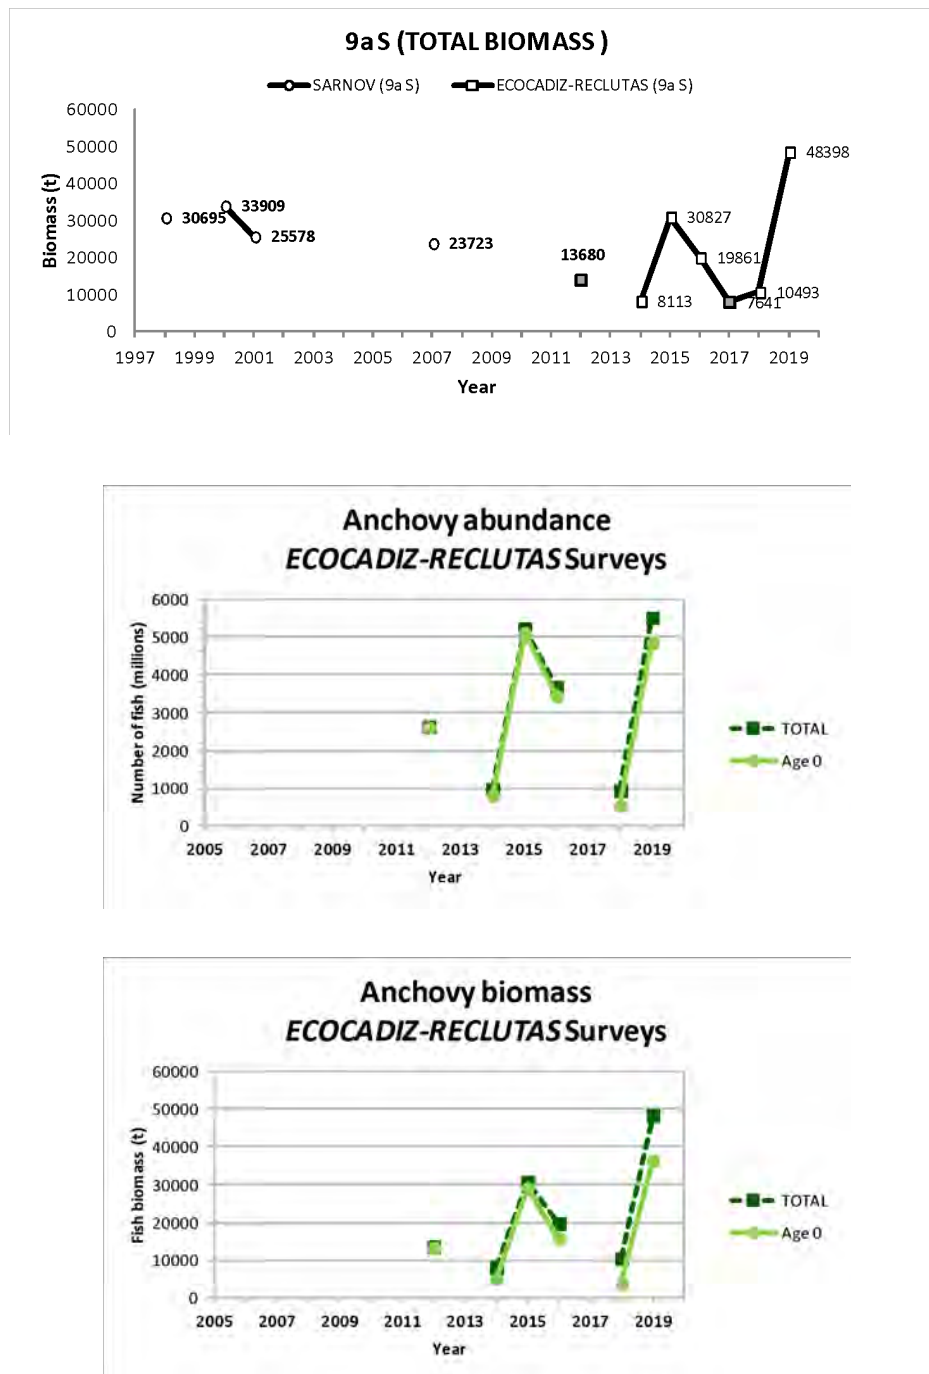 9a S (TOTAL BIOMASS )
SARNOV (9a S) ECOCADIZ-RECLUTAS (9a S)
60000
50000
40000
30000
20000
10000
0
Biomass (t)
30695
33909
25578
23723
13680
8113
30827
19861
7641
10493
48398
1997 1999 2001 2003 2005 2007 2009 2011 2013 2015 2017 2019
Year
Anchovy abundance
ECOCADIZ-RECLUTAS Surveys
6000
5000
4000
3000
2000
1000
0
Number of fish (millions)
TOTAL
Age 0
2005 2007 2009 2011 2013 2015 2017 2019
Year
Anchovy biomass
ECOCADIZ-RECLUTAS Surveys
60000
50000
40000
30000
20000
10000
0
Fish biomass (t)
TOTAL
Age 0
2005 2007 2009 2011 2013 2015 2017 2019
Year